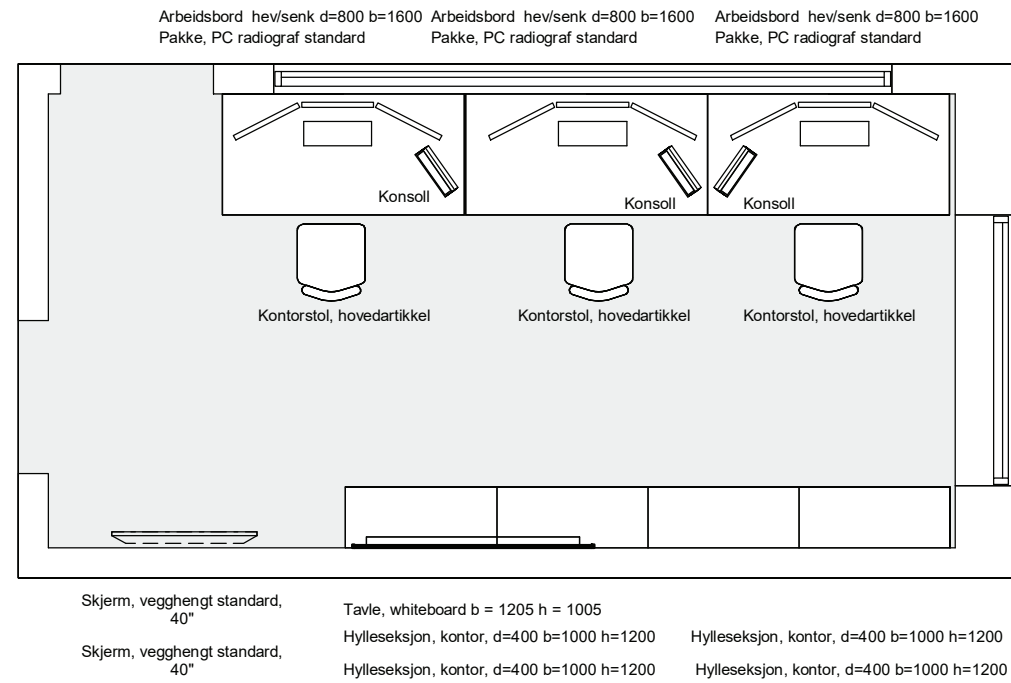 Arbeidsbord hev/senk d=800 b=1600
Pakke, PC radiograf standard
Arbeidsbord hev/senk d=800 b=1600
Pakke, PC radiograf standard
Arbeidsbord hev/senk d=800 b=1600
Pakke, PC radiograf standard
Konsoll
Konsoll
Konsoll
Kontorstol, hovedartikkel
Kontorstol, hovedartikkel
Kontorstol, hovedartikkel
Skjerm, vegghengt standard,
40"
Skjerm, vegghengt standard,
40"
Tavle, whiteboard b = 1205 h = 1005
Hylleseksjon, kontor, d=400 b=1000 h=1200
Hylleseksjon, kontor, d=400 b=1000 h=1200
Hylleseksjon, kontor, d=400 b=1000 h=1200
Hylleseksjon, kontor, d=400 b=1000 h=1200